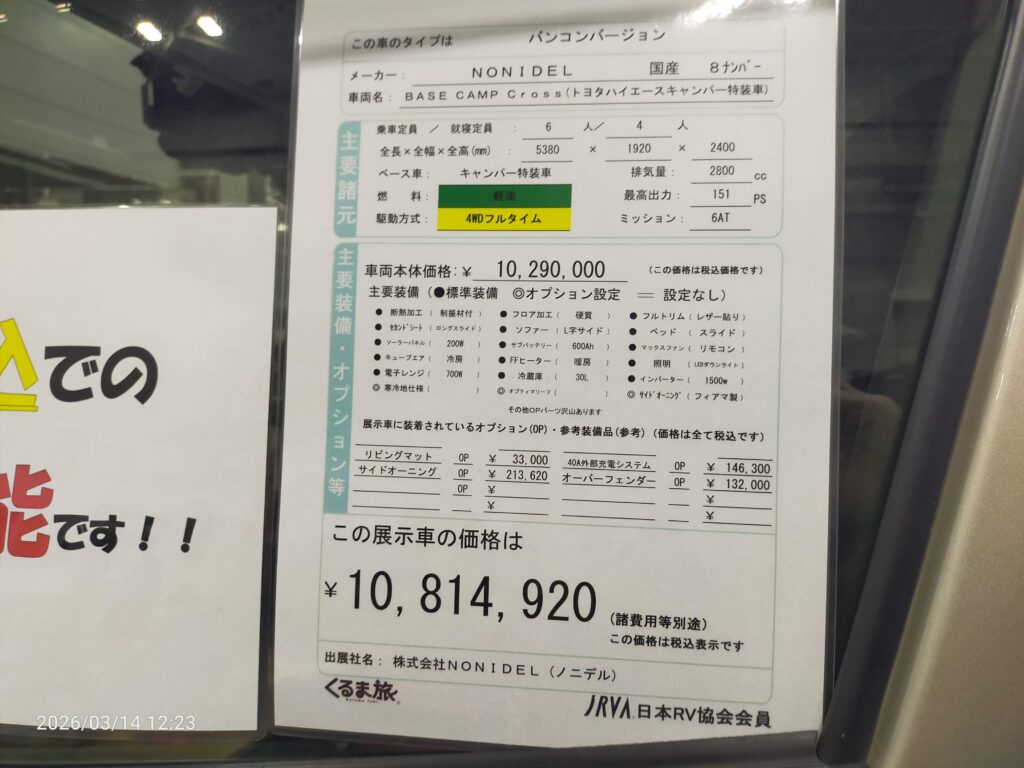 この車のタイプは バンコンバージョン
メーカー: NONIDEL 国産 8ナンバー
車両名: BASE CAMP Cross(トヨタハイエースキャンパー特装車)
主要諸元
乗車定員 / 就寝定員 : 6 人/ 4 人
全長×全幅×全高(mm) : 5380 × 1920 × 2400
ベース車: キャンパー特装車 排気量: 2800 cc
燃 料: 軽油 最高出力: 151 PS
駆動方式: 4WDフルタイム ミッション: 6AT
主要装備・オプション等
車両本体価格:¥ 10,290,000 (この価格は税込価格です)
主要装備(●標準装備 ◎オプション設定 ＝ 設定なし)
● 断熱加工( 制振材付 ) ● フロア加工( 硬質 ) ● フルトリム( レザー貼り )
● セカンドシート( ロングスライド ) ● ソファー( L字サイド ) ● ベッド( スライド )
● ソーラーパネル( 200W ) ● サブバッテリー( 600Ah ) ● マックスファン( リモコン )
● キューブエア( 冷房 ) ● FFヒーター( 暖房 ) ● 照明( LEDダウンライト )
● 電子レンジ( 700W ) ● 冷蔵庫( 30L ) ● インバーター( 1500w )
◎ 寒冷地仕様( ) ◎ オプティマリーフ( ) ◎ サイドオーニング( フィアマ製 )
その他OPパーツ沢山あります
展示車に装着されているオプション(OP)・参考装備品(参考)(価格は全て税込です)
リビングマット OP ¥ 33,000 40A外部充電システム OP ¥ 146,300
サイドオーニング OP ¥ 213,620 オーバーフェンダー OP ¥ 132,000
OP ¥ ¥
¥ ¥
この展示車の価格は
¥10,814,920 (諸費用等別途)
この価格は税込表示です
出展社名: 株式会社NONIDEL(ノニデル)
くるま旅
JRVA 日本RV協会会員
込での
能です！！
2026/03/14 12:23